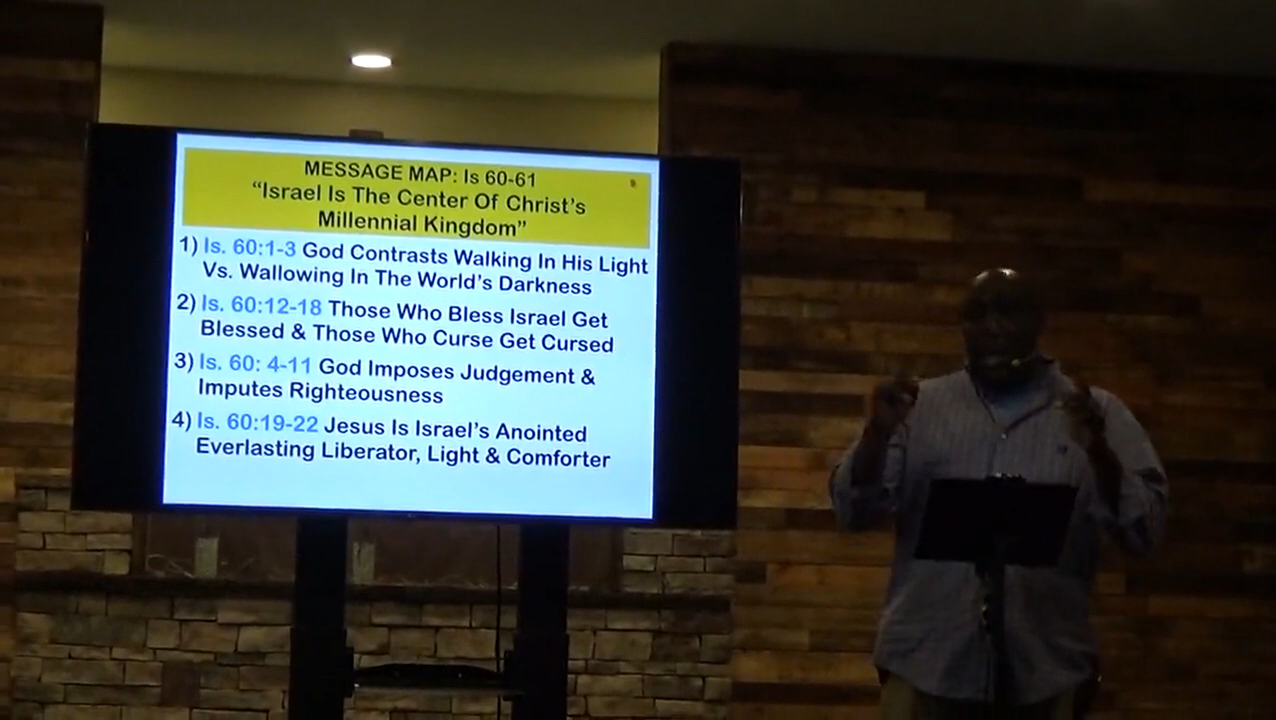 MESSAGE MAP: Is 60-61
“Israel Is The Center Of Christ’s
Millennial Kingdom”
1) Is. 60:1-3 God Contrasts Walking In His Light
Vs. Wallowing In The World’s Darkness
2) Is. 60:12-18 Those Who Bless Israel Get
Blessed & Those Who Curse Get Cursed
3) Is. 60: 4-11 God Imposes Judgement &
Imputes Righteousness
4) Is. 60:19-22 Jesus Is Israel’s Anointed
Everlasting Liberator, Light & Comforter